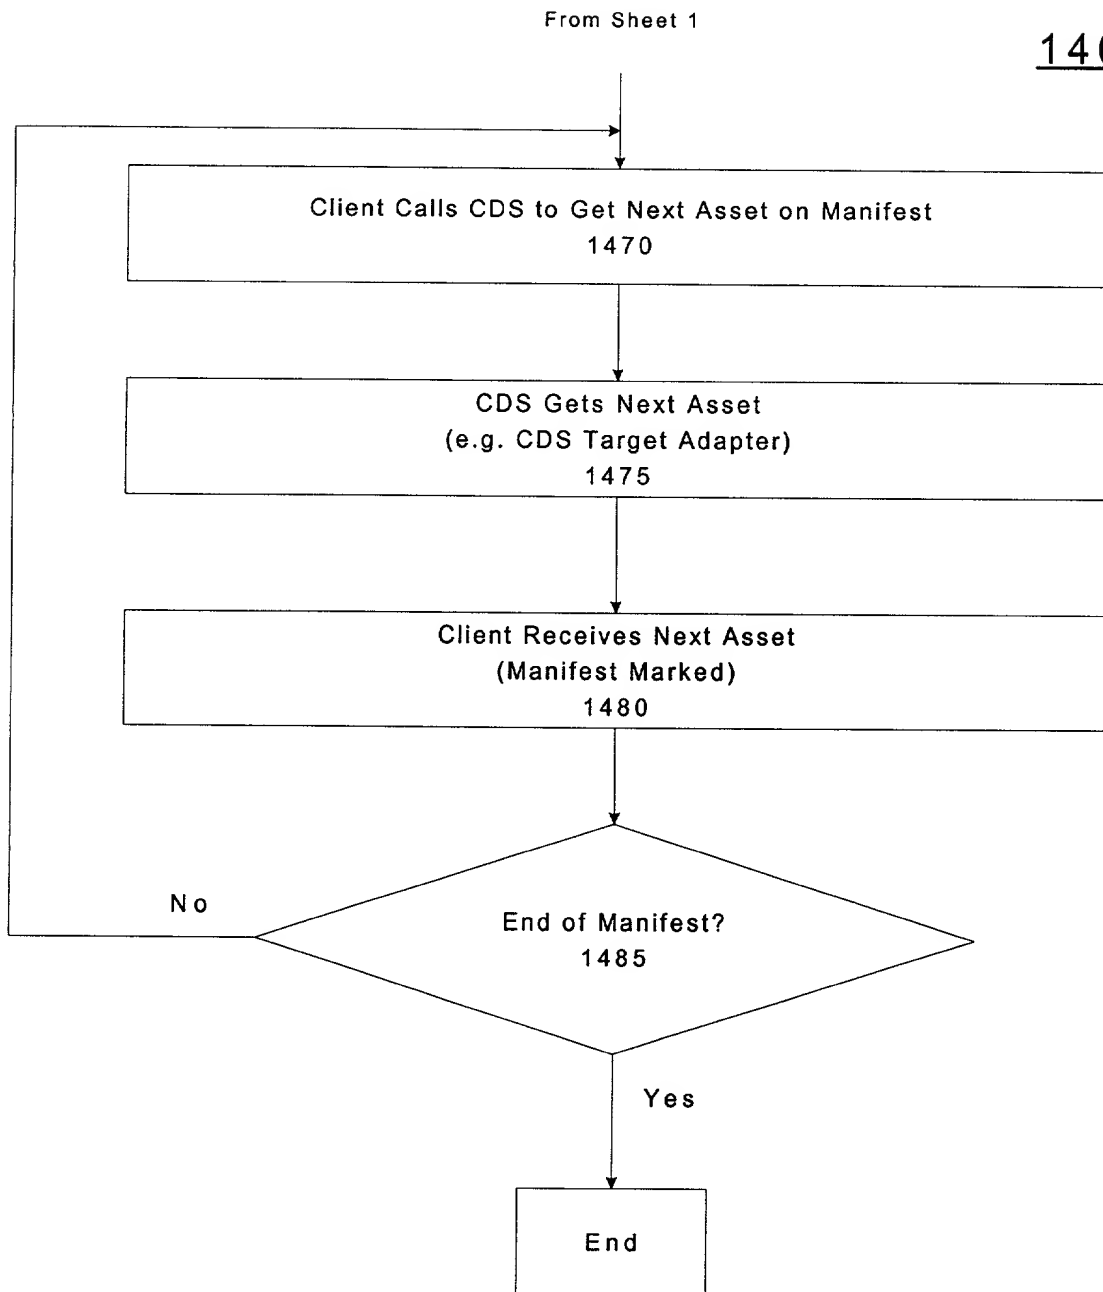 From Sheet 1
Client Calls CDS to Get Next Asset on Manifest
1470
CDS Gets Next Asset
(e.g. CDS Target Adapter)
1475
Client Receives Next Asset
(Manifest Marked)
1480
No
End of Manifest?
1485
Yes
End